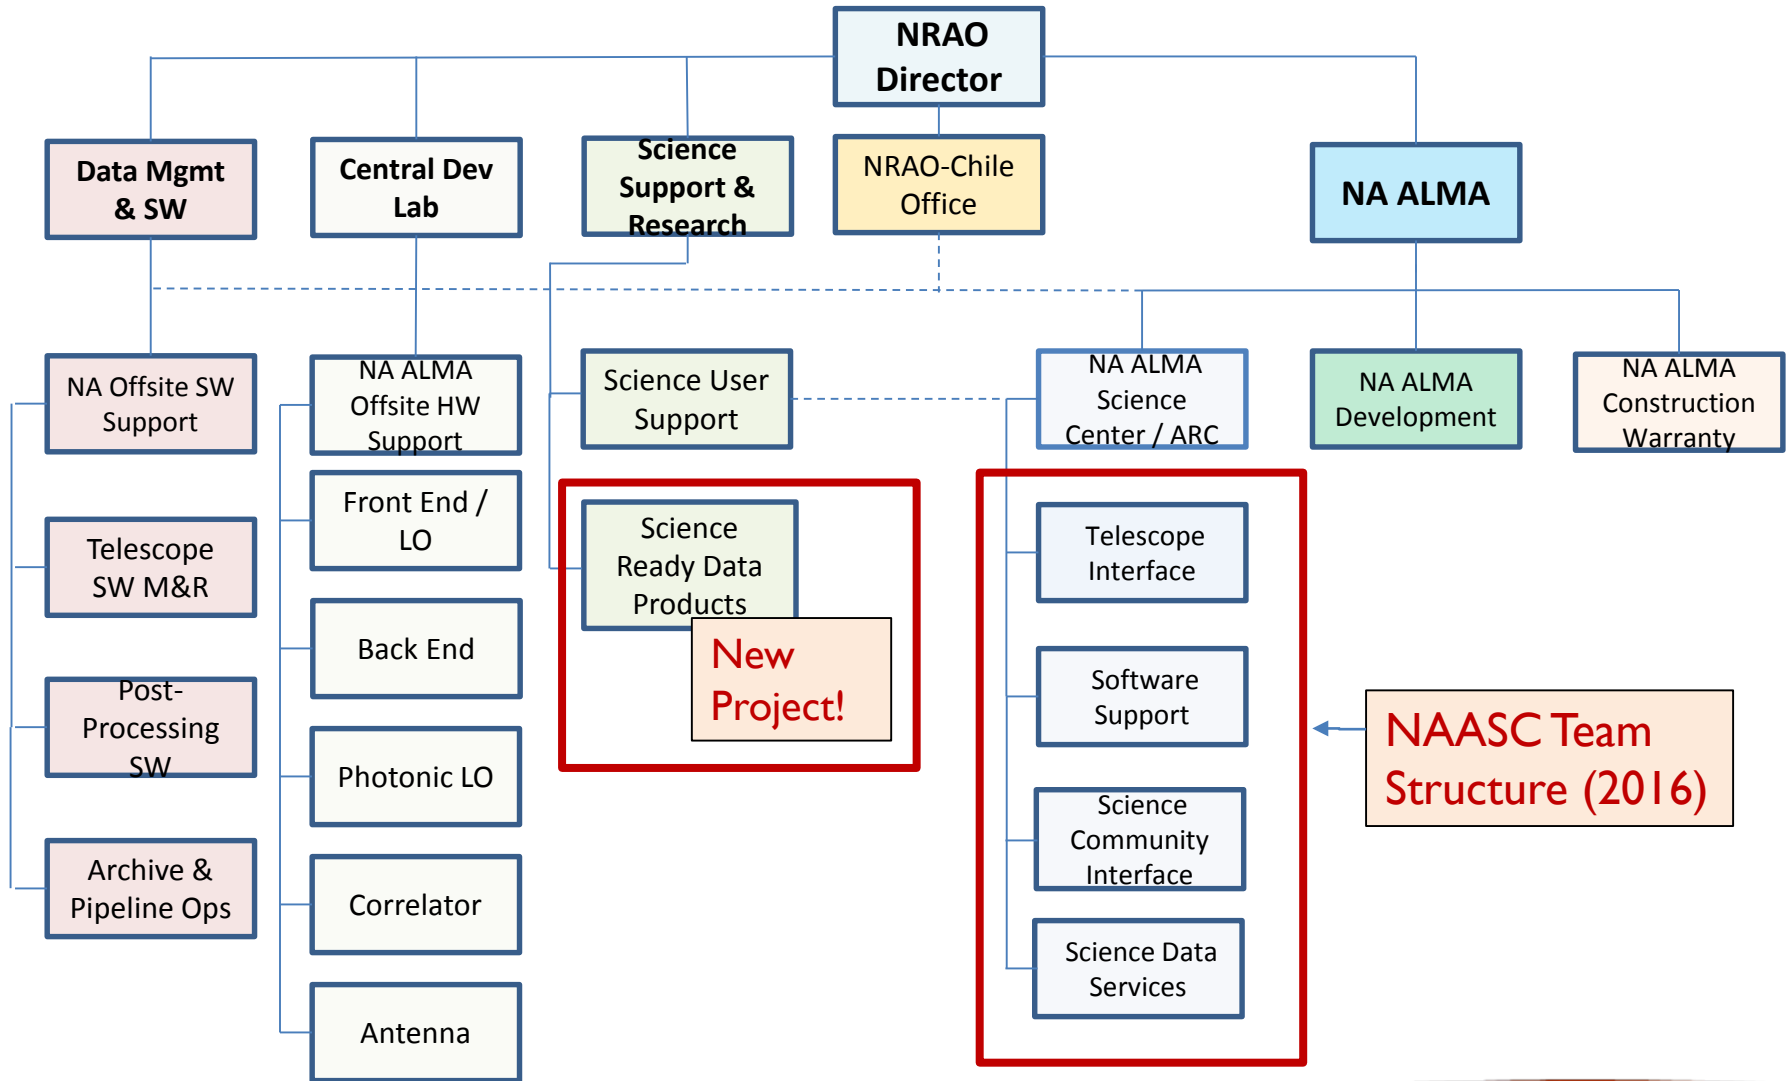 NRAO
Director
Data Mgmt
& SW
Central Dev
Lab
Science
Support &
Research
NRAO-Chile
Office
NA ALMA
NA Offsite SW
Support
NA ALMA
Offsite HW
Support
Science User
Support
NA ALMA
Science
Center / ARC
NA ALMA
Development
NA ALMA
Construction
Warranty
Telescope
SW M&R
Post-
Processing
SW
Archive &
Pipeline Ops
Front End /
LO
Back End
Photonic LO
Correlator
Antenna
Science
Ready Data
Products
New
Project!
Telescope
Interface
Software
Support
Science
Community
Interface
Science Data
Services
NAASC Team
Structure (2016)